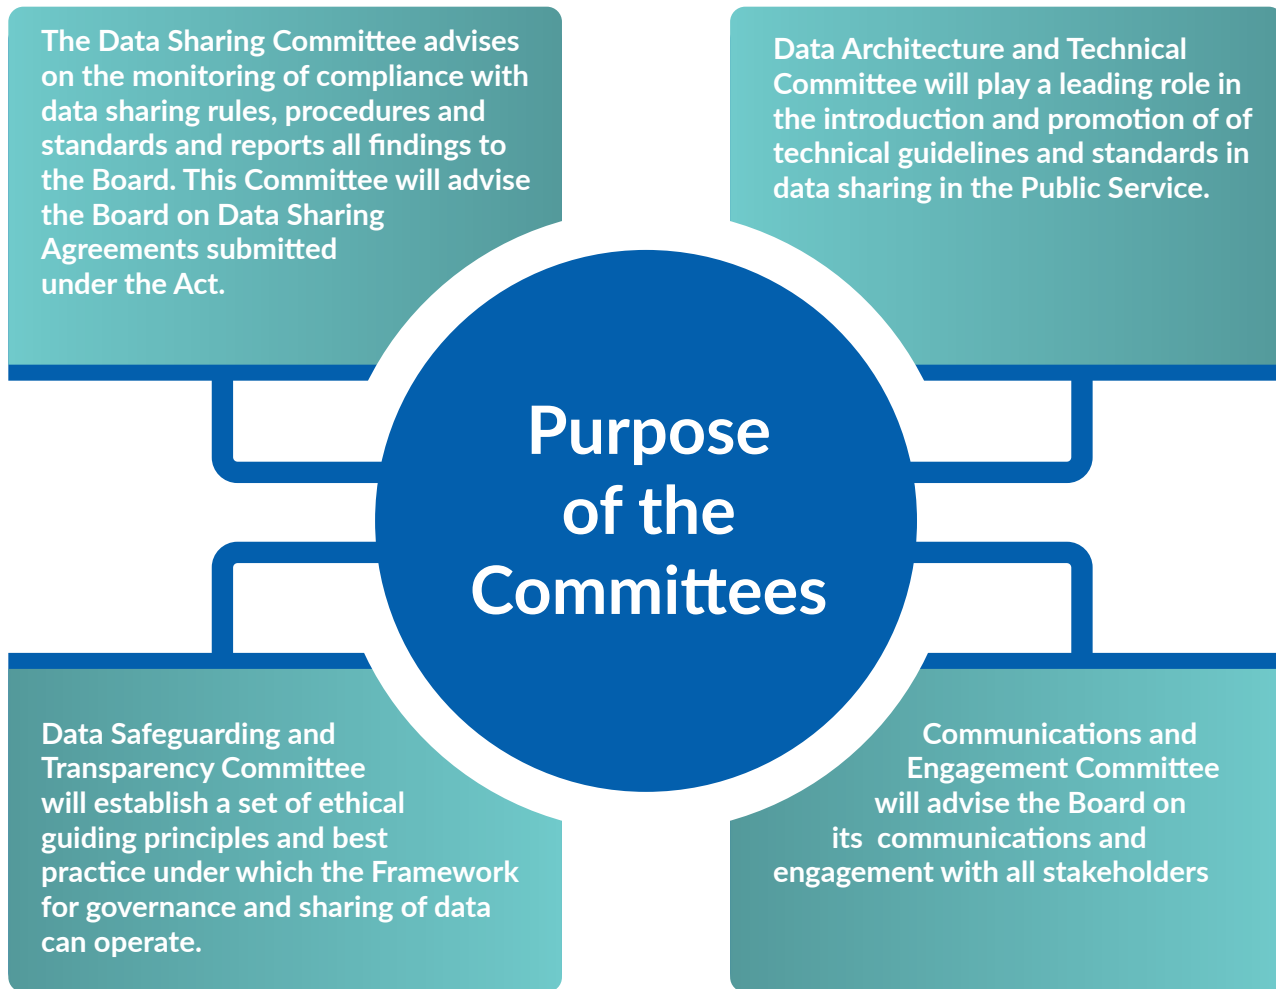 The Data Sharing Committee advises
on the monitoring of compliance with
data sharing rules, procedures and
standards and reports all findings to
the Board. This Committee will advise
the Board on Data Sharing
Agreements submitted
under the Act.
Data Architecture and Technical
Committee will play a leading role in
the introduction and promotion of of
technical guidelines and standards in
data sharing in the Public Service.
Purpose
of the
Committees
Data Safeguarding and
Transparency Committee
will establish a set of ethical
guiding principles and best
practice under which the Framework
for governance and sharing of data
can operate.
Communications and
Engagement Committee
will advise the Board on
its communications and
engagement with all stakeholders